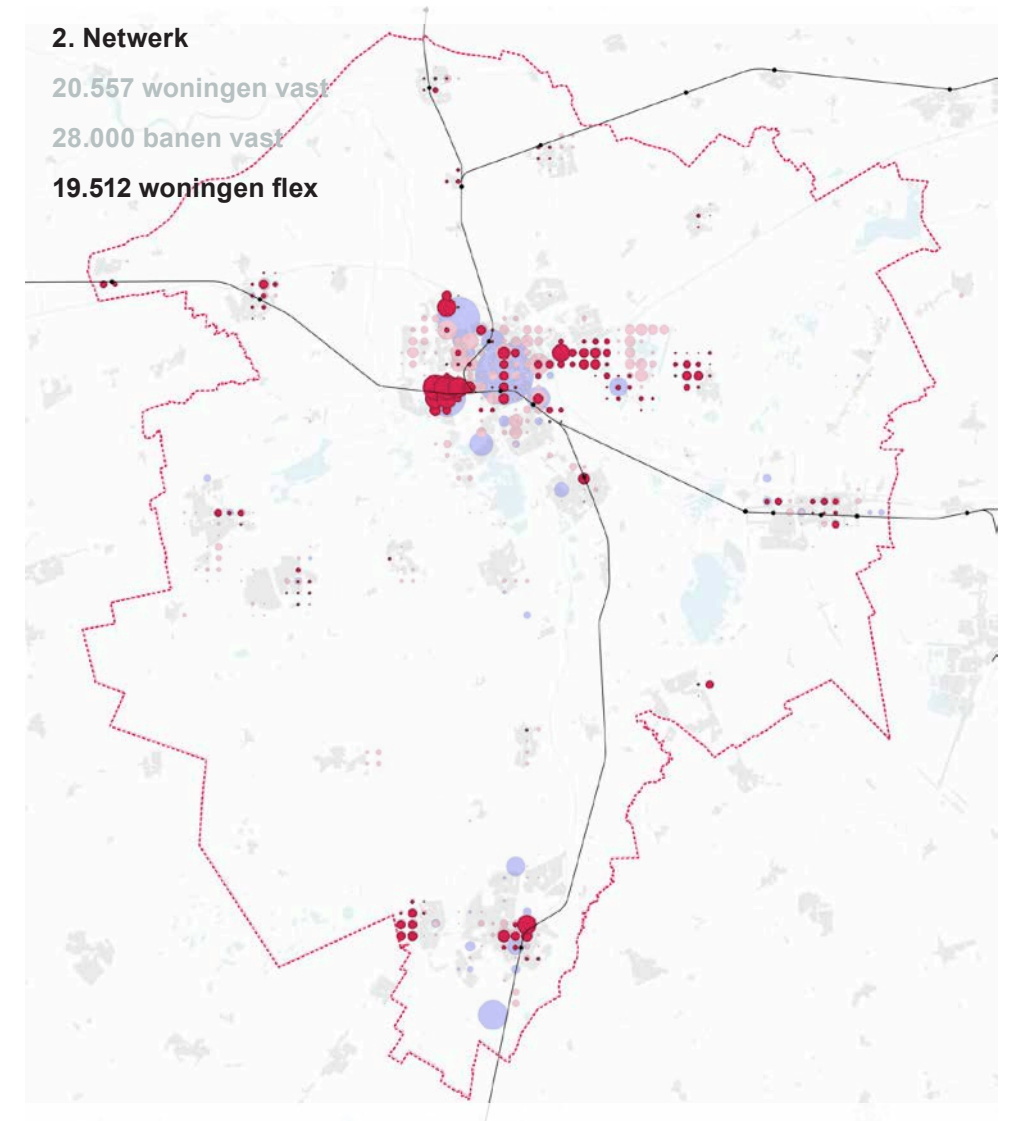 2. Netwerk
20.557 woningen vast
28.000 banen vast
19.512 woningen flex